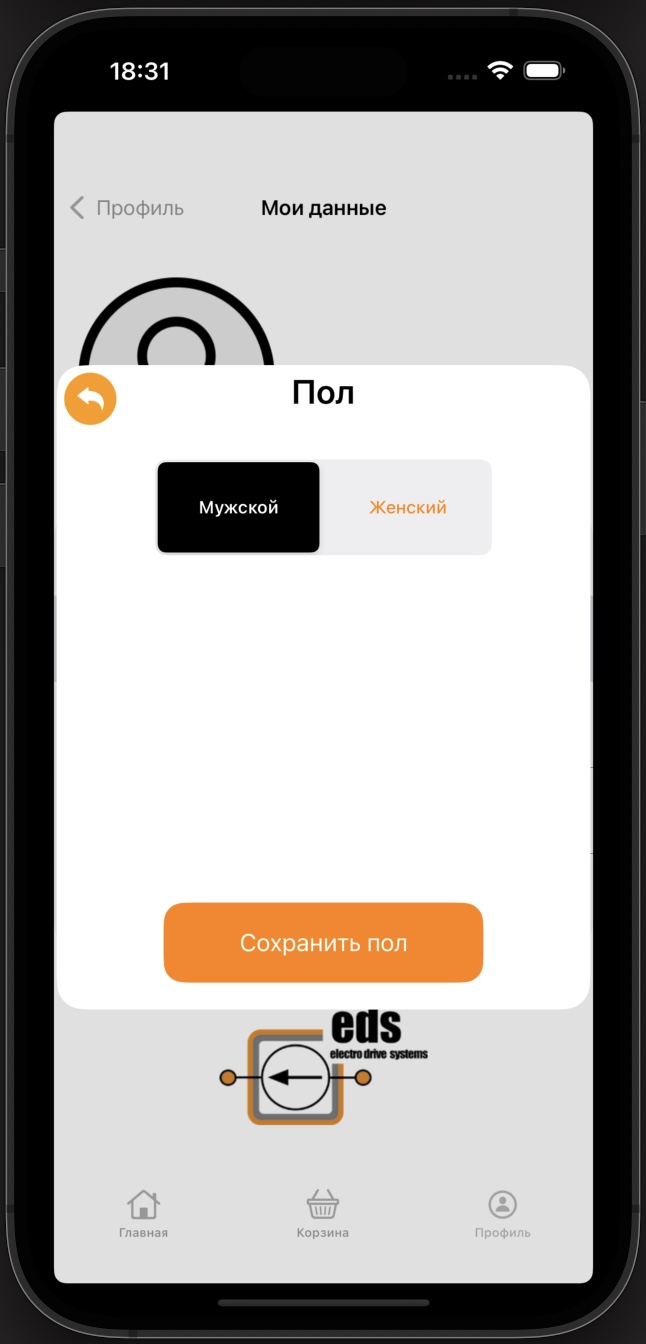 18:31
Профиль
Мои данные
Пол
Мужской
Женский
Сохранить пол
eds
electro drive systems
Главная
Корзина
Профиль